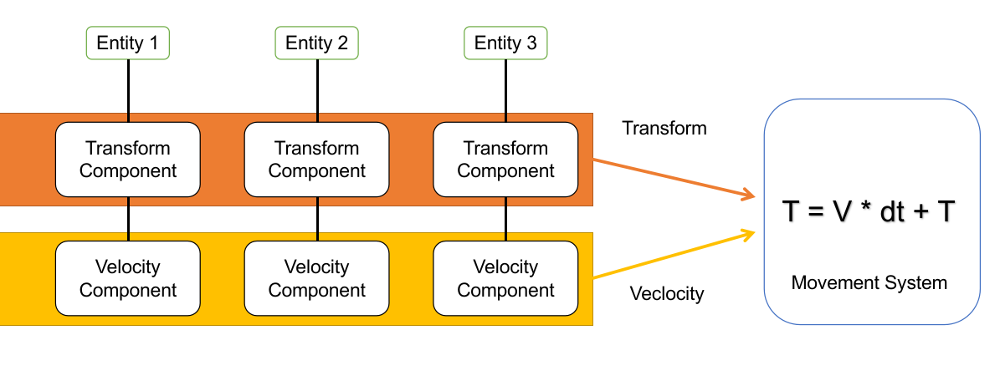 Entity 1
Entity 2
Entity 3
Transform
Component
Transform
Component
Transform
Component
Transform
Velocity
Component
Velocity
Component
Velocity
Component
Veclocity
T = V * dt + T
Movement System